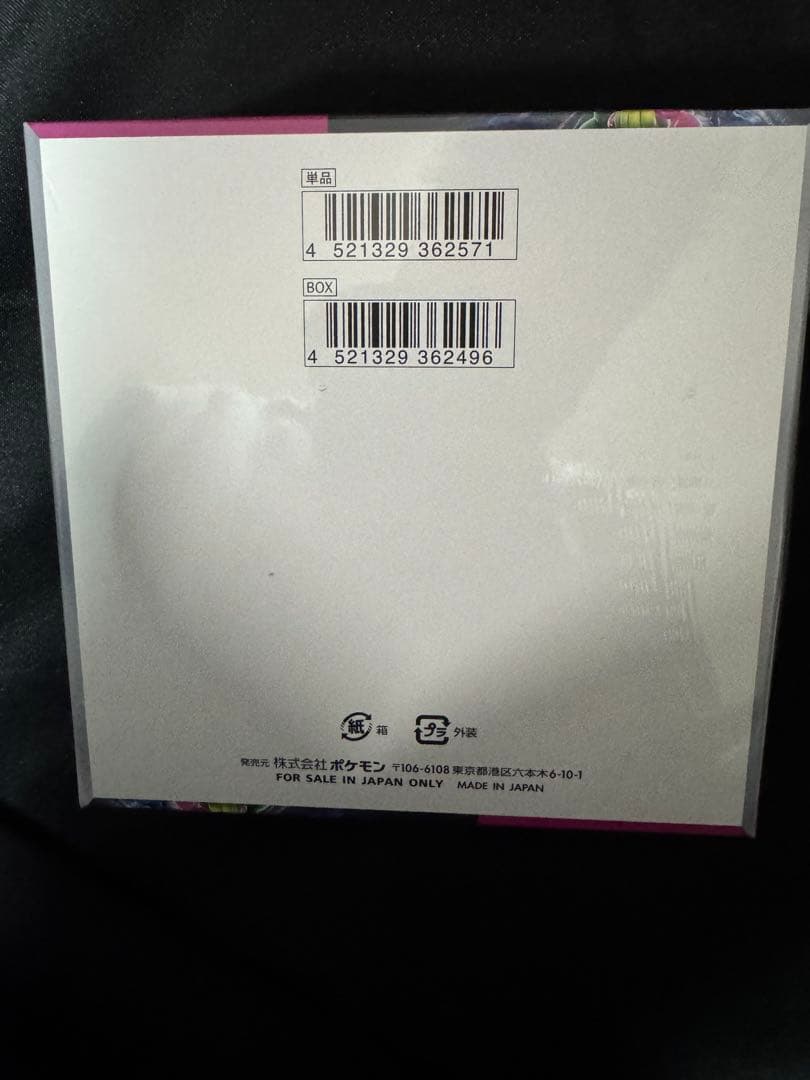 単品
4 521329 362571
BOX
4 521329 362496
紙 箱 プラ 外装
発売元 株式会社ポケモン 〒106-6108 東京都港区六本木6-10-1
FOR SALE IN JAPAN ONLY MADE IN JAPAN